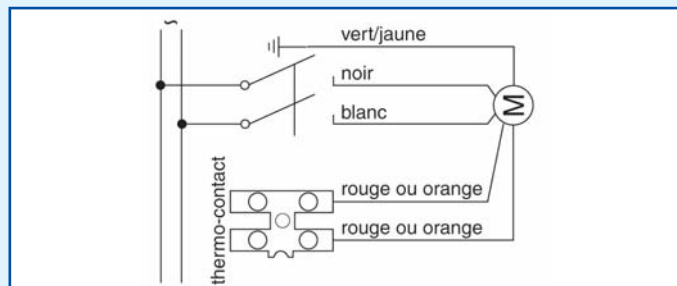 ~
vert/jaune
noir
blanc
M
thermo-contact
rouge ou orange
rouge ou orange